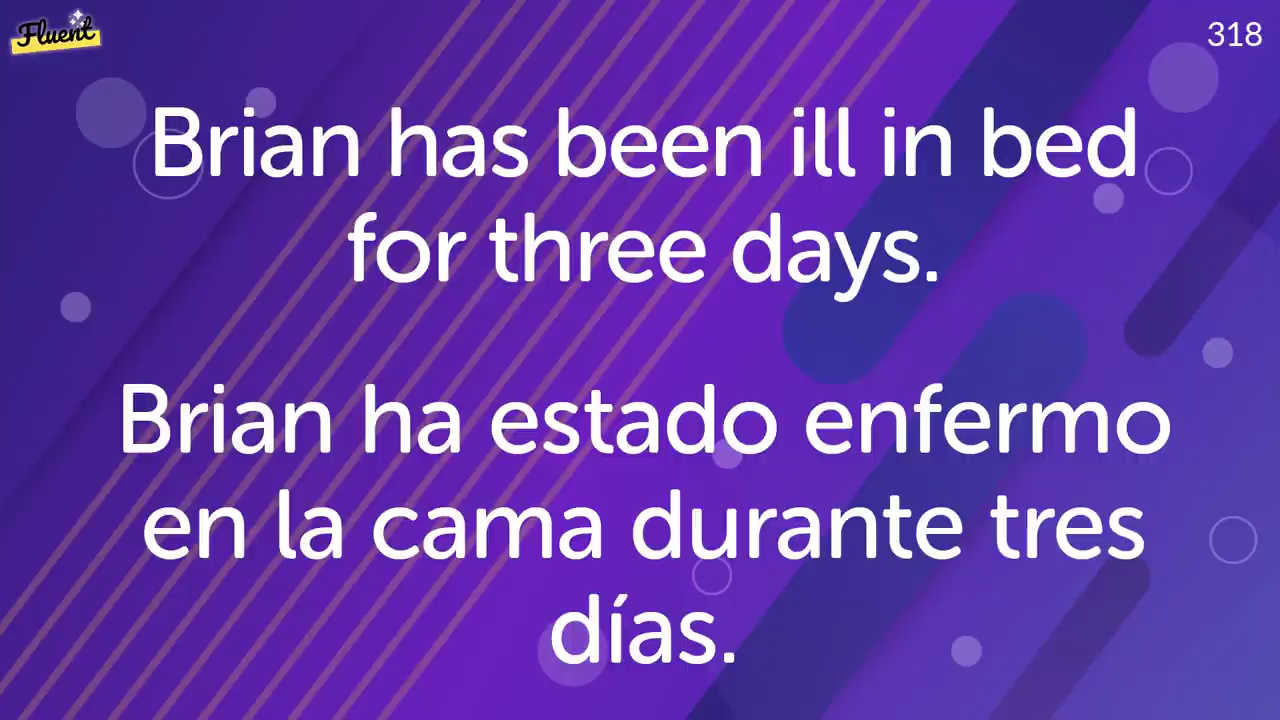 Fluent
318
Brian has been ill in bed
for three days.
Brian ha estado enfermo
en la cama durante tres
días.